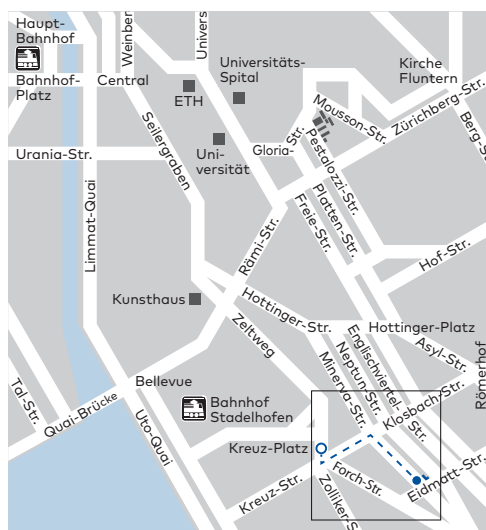 Haupt-
Bahnhof
Bahnhof-
Platz
Central
Weinber
Univers
Universitäts-
Spital
ETH
Kirche
Fluntern
Mousson-Str.
Zürichberg-Str.
Berg-St
Urania-Str.
Seilergraben
Uni-
versität
Gloria-
Str.
Pestalozzi-Str.
Platten-Str.
Freie-Str.
Limmat-Quai
Rämi-Str.
Hof-Str.
Kunsthaus
Zeltweg
Hottinger-Str.
Hottinger-Platz
Englischviertel-
Str.
Neptun-Str.
Minerva-Str.
Asyl-Str.
Römerhof
Klosbach-Str.
Tal-Str.
Quai-Brücke
Bellevue
Uto-Quai
Bahnhof
Stadelhofen
Kreuz-Platz
Forch-Str.
Eidmatt-Str.
Kreuz-Str.
Zolliker-S